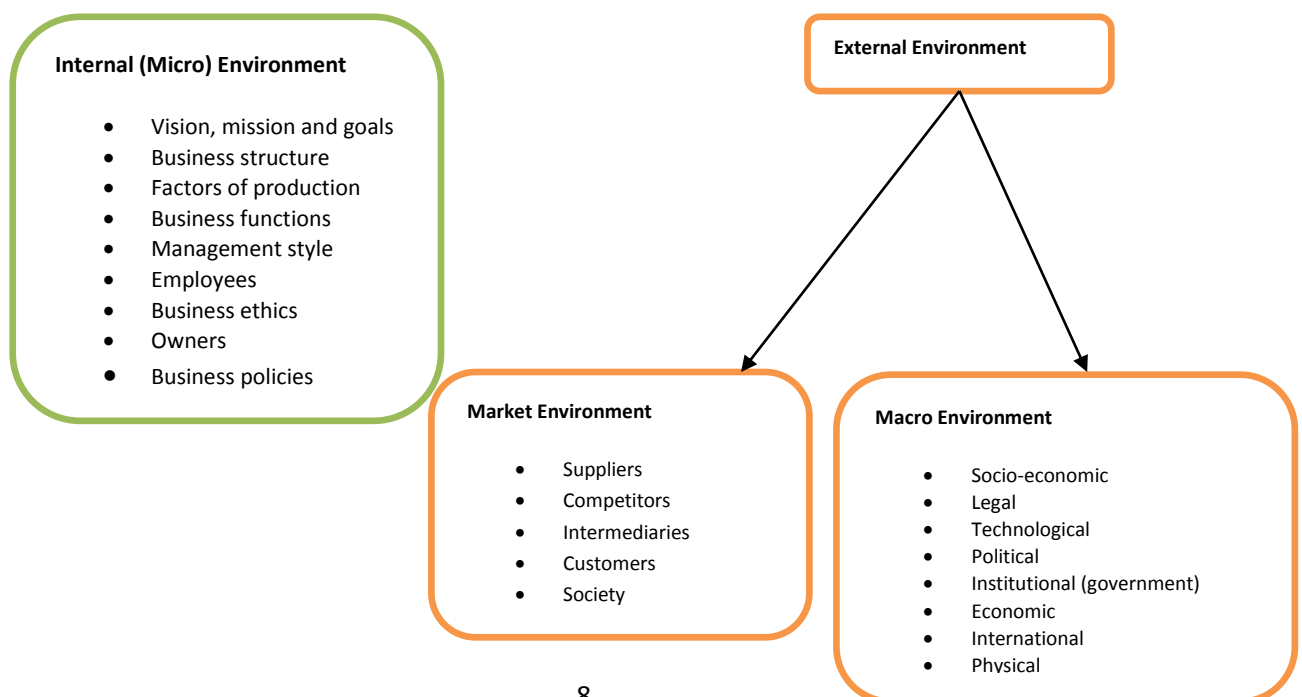 Internal (Micro) Environment
• Vision, mission and goals
• Business structure
• Factors of production
• Business functions
• Management style
• Employees
• Business ethics
• Owners
• Business policies
External Environment
Market Environment
• Suppliers
• Competitors
• Intermediaries
• Customers
• Society
Macro Environment
• Socio-economic
• Legal
• Technological
• Political
• Institutional (government)
• Economic
• International
• Physical
8